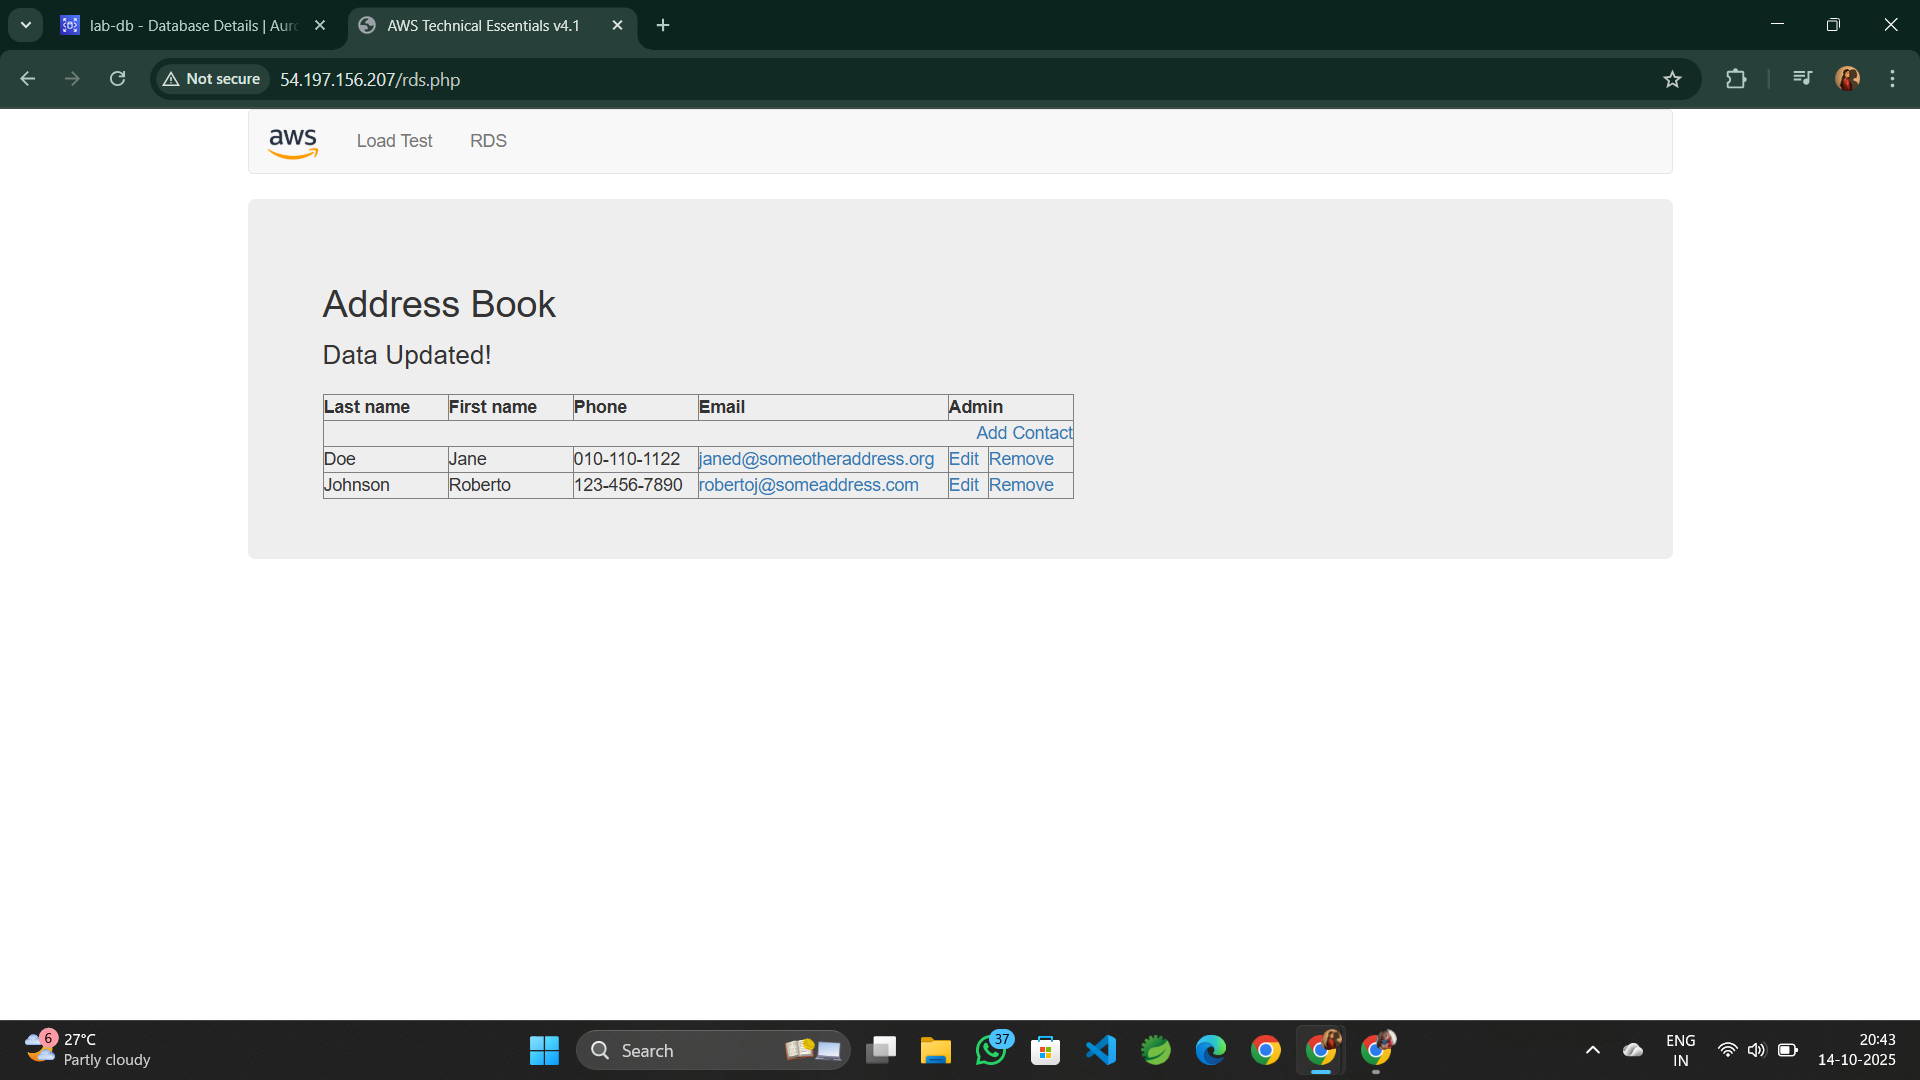 lab-db - Database Details | Auro
AWS Technical Essentials v4.1
Not secure
54.197.156.207/rds.php
aws
Load Test
RDS
Address Book
Data Updated!
Last name First name Phone Email Admin
Add Contact
Doe Jane 010-110-1122 janed@someotheraddress.org Edit Remove
Johnson Roberto 123-456-7890 robertoj@someaddress.com Edit Remove
6
27°C
Partly cloudy
Search
37
ENG
IN
20:43
14-10-2025